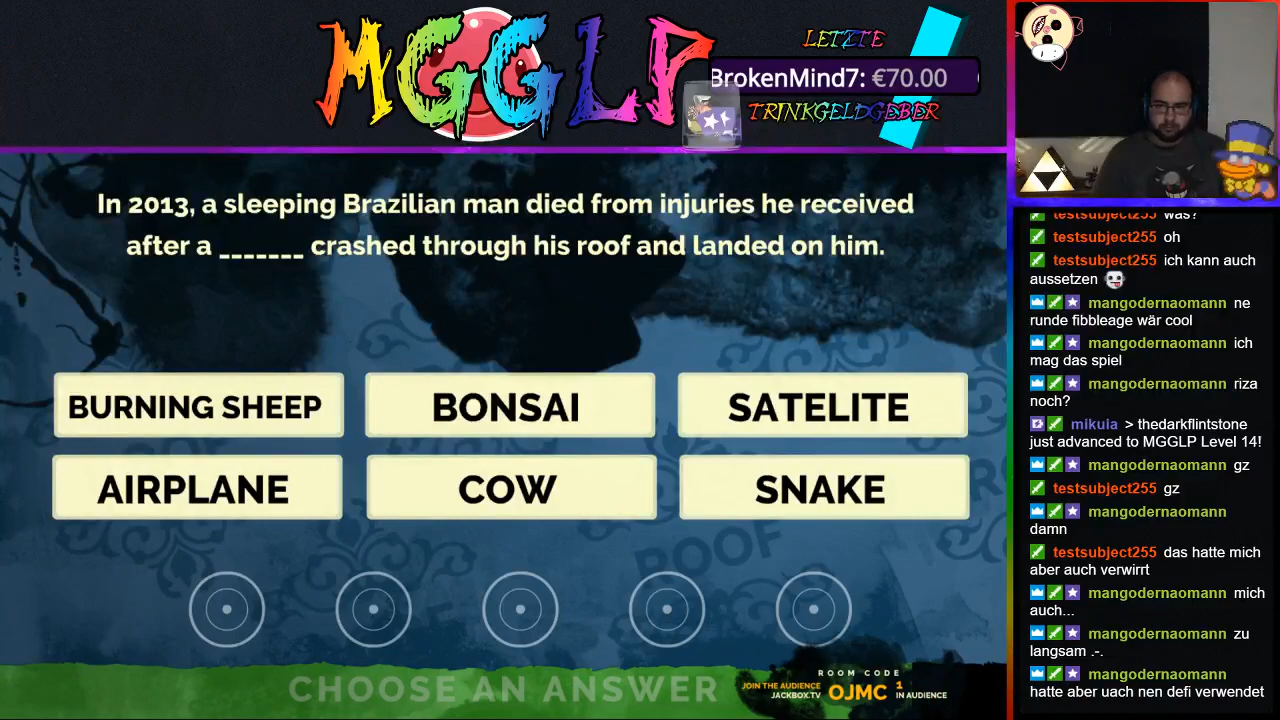 MGGLP
LETZTE
BrokenMind7: €70.00
TRINKGELDGEBER
In 2013, a sleeping Brazilian man died from injuries he received
after a _______ crashed through his roof and landed on him.
BURNING SHEEP
BONSAI
SATELITE
AIRPLANE
COW
SNAKE
ROOF
CHOOSE AN ANSWER
ROOM CODE
JOIN THE AUDIENCE
JACKBOX.TV
OJMC
1
IN AUDIENCE
testsubject255 was?
testsubject255 oh
testsubject255 ich kann auch
aussetzen
mangodernaomann ne
runde fibbleage wär cool
mangodernaomann ich
mag das spiel
mangodernaomann riza
noch?
mikuia > thedarkflintstone
just advanced to MGGLP Level 14!
mangodernaomann gz
testsubject255 gz
mangodernaomann
damn
testsubject255 das hatte mich
aber auch verwirrt
mangodernaomann mich
auch...
mangodernaomann zu
langsam .-.
mangodernaomann
hatte aber uach nen defi verwendet